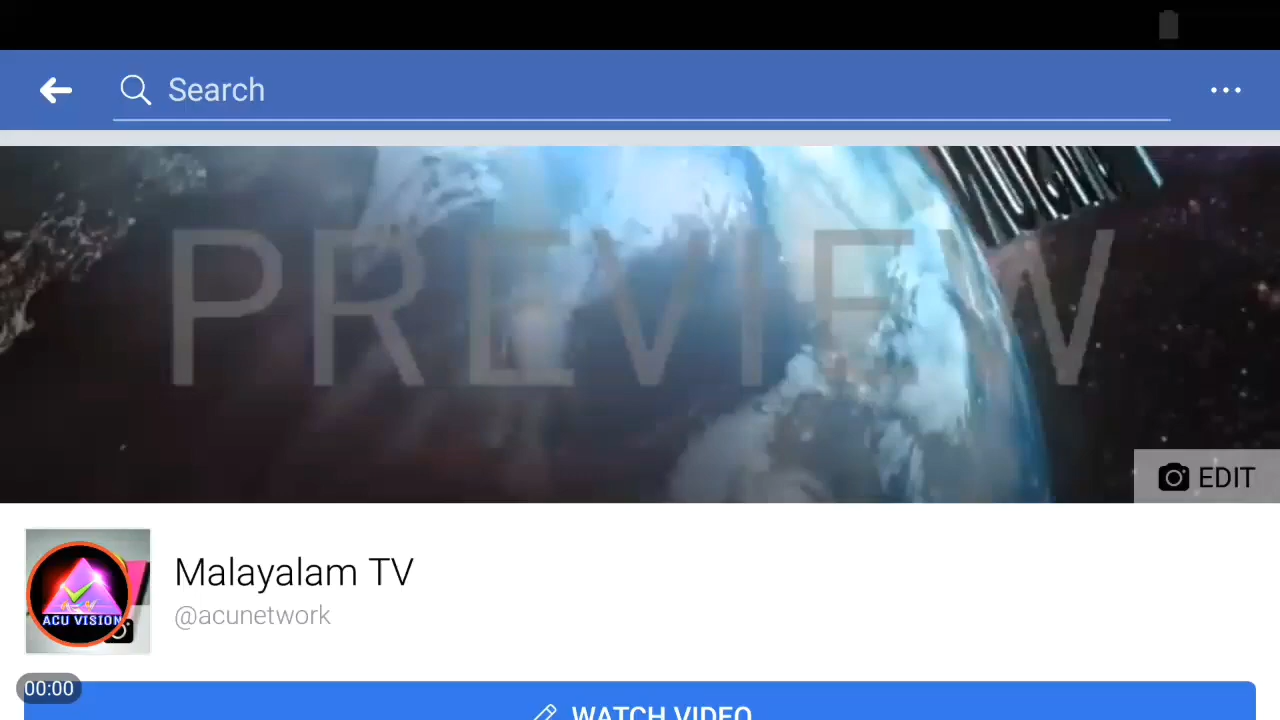 Search
PREVIEW
EDIT
Malayalam TV
@acunetwork
ACU VISION
00:00
WATCH VIDEO